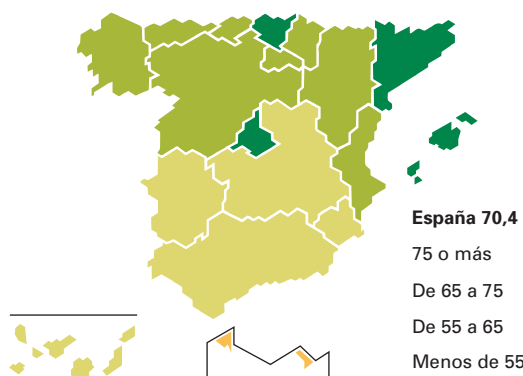 España 70,4
75 o más
De 65 a 75
De 55 a 65
Menos de 55